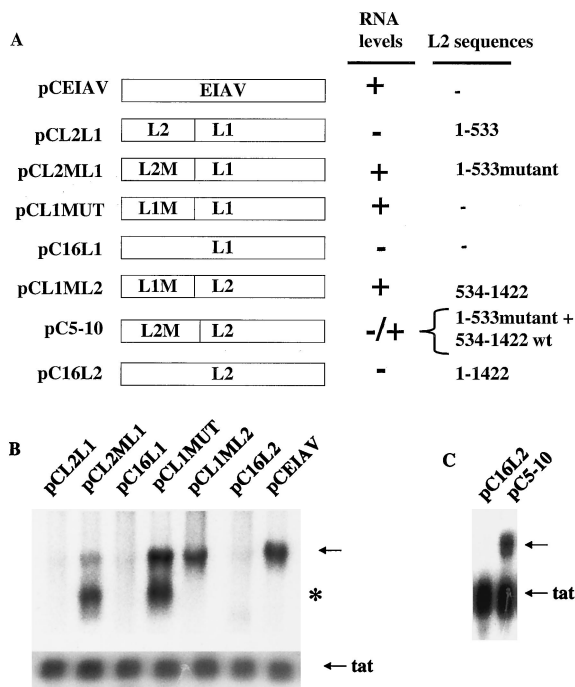 A
RNA levels
L2 sequences
pCEIAV EIAV + -
pCL2L1 L2 L1 - 1-533
pCL2ML1 L2M L1 + 1-533mutant
pCL1MUT L1M L1 + -
pC16L1 L1 - -
pCL1ML2 L1M L2 + 534-1422
pC5-10 L2M L2 -/+ 1-533mutant + 534-1422 wt
pC16L2 L2 - 1-1422
B
pCL2L1
pCL2ML1
pC16L1
pCL1MUT
pCL1ML2
pC16L2
pCEIAV
*
tat
C
pC16L2
pC5-10
tat